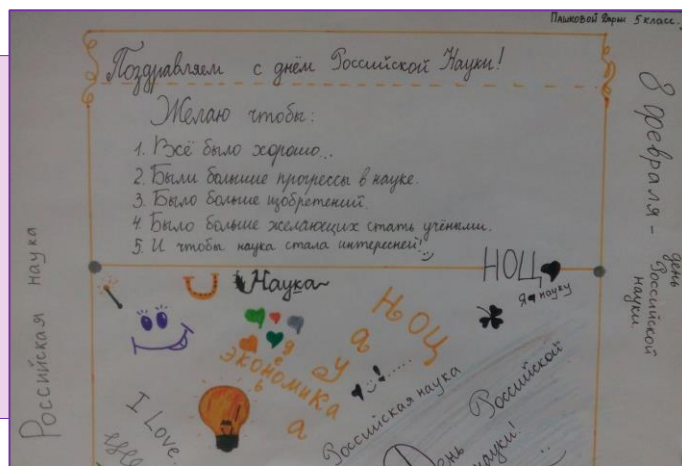 Пашковой Дарьи 5 класс.
Поздравляем с днём Российской Науки!
Желаю чтобы:
1. Всё было хорошо...
2. Были большие прогрессы в науке.
3. Было больше изобретений.
4. Было больше желающих стать учёными.
5. И чтобы наука стала интересней!
8 февраля -
день
Российской
науки
Российская наука
Наука
НОЦ
Я науку
НОЦ
экономика
I Love
Российская наука
День Российской
науки!